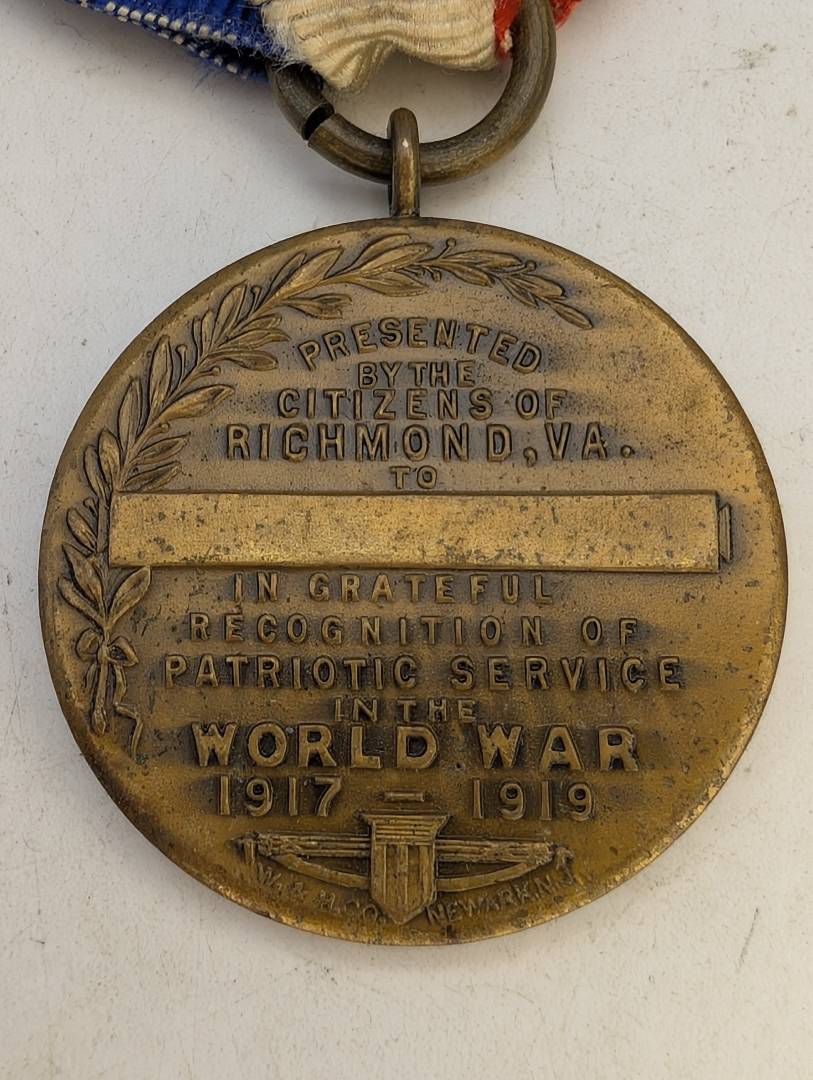 PRESENTED
BY THE
CITIZENS OF
RICHMOND, VA.
TO
IN GRATEFUL
RECOGNITION OF
PATRIOTIC SERVICE
IN THE
WORLD WAR
1917 - 1919
W. & H. CO. NEWARK N.J.